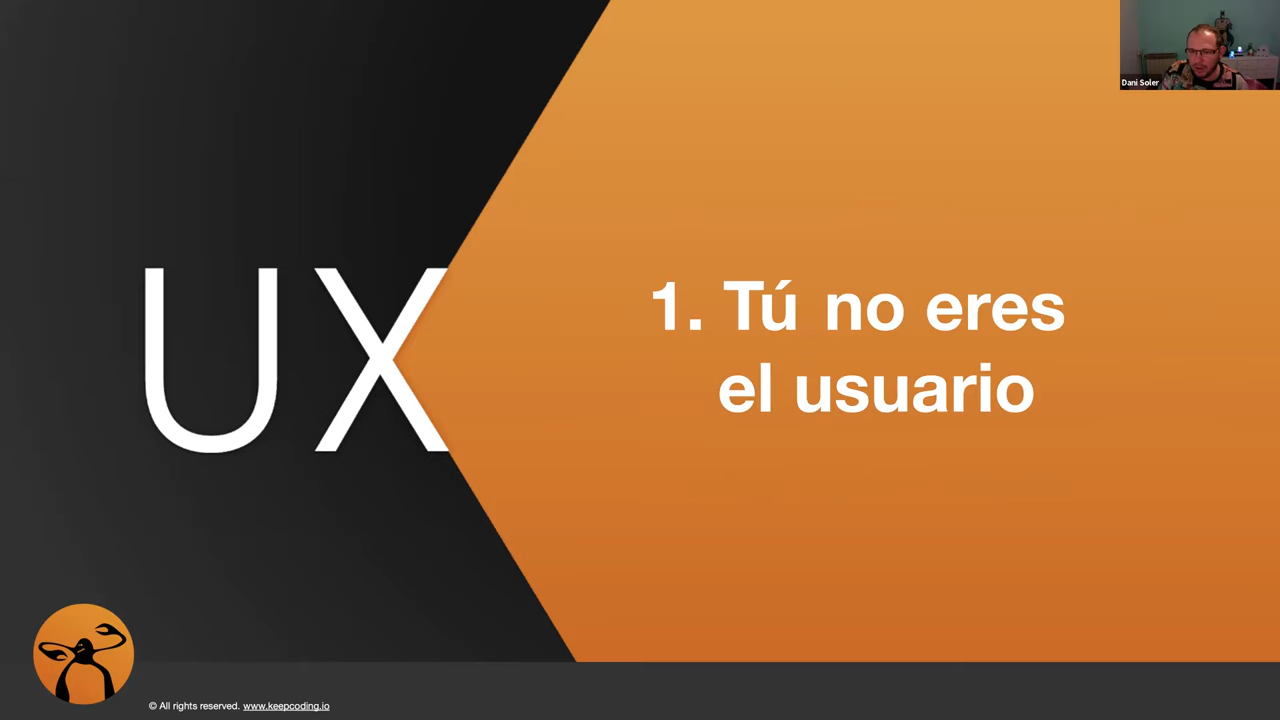 Dani Soler
UX
1. Tú no eres
el usuario
© All rights reserved. www.keepcoding.io